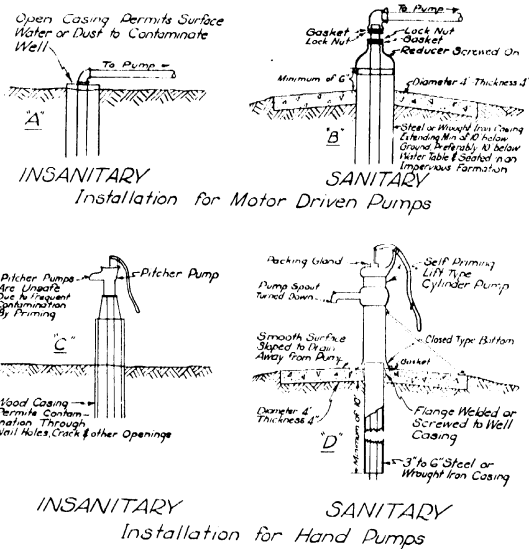 Open Casing Permits Surface
Water or Dust to Contaminate
Well
To Pump
"A"
INSANITARY
To Pump
Gasket
Lock Nut
Lock Nut
Gasket
Reducer Screwed On
Minimum of 6"
Diameter 4' - Thickness 4"
"B"
Steel or Wrought Iron Casing
Extending Min of 10' below
Ground, Preferably 10' below
Water Table & Seated in an
Impervious Formation
SANITARY
Installation for Motor Driven Pumps
Pitcher Pumps
Are Unsafe
Due to Frequent
Contamination
By Priming
Pitcher Pump
"C"
Wood Casing
Permits Contam-
ination Through
Nail Holes, Crack & other Openings
INSANITARY
Packing Gland
Self Priming
Lift Type
Cylinder Pump
Pump Spout
Turned Down
Smooth Surface
Sloped to Drain
Away from Pump
Closed Type Bottom
Gasket
Diameter 4'
Thickness 4"
"D"
Minimum of 10'
Flange Welded or
Screwed to Well
Casing
3" to 6" Steel or
Wrought Iron Casing
SANITARY
Installation for Hand Pumps